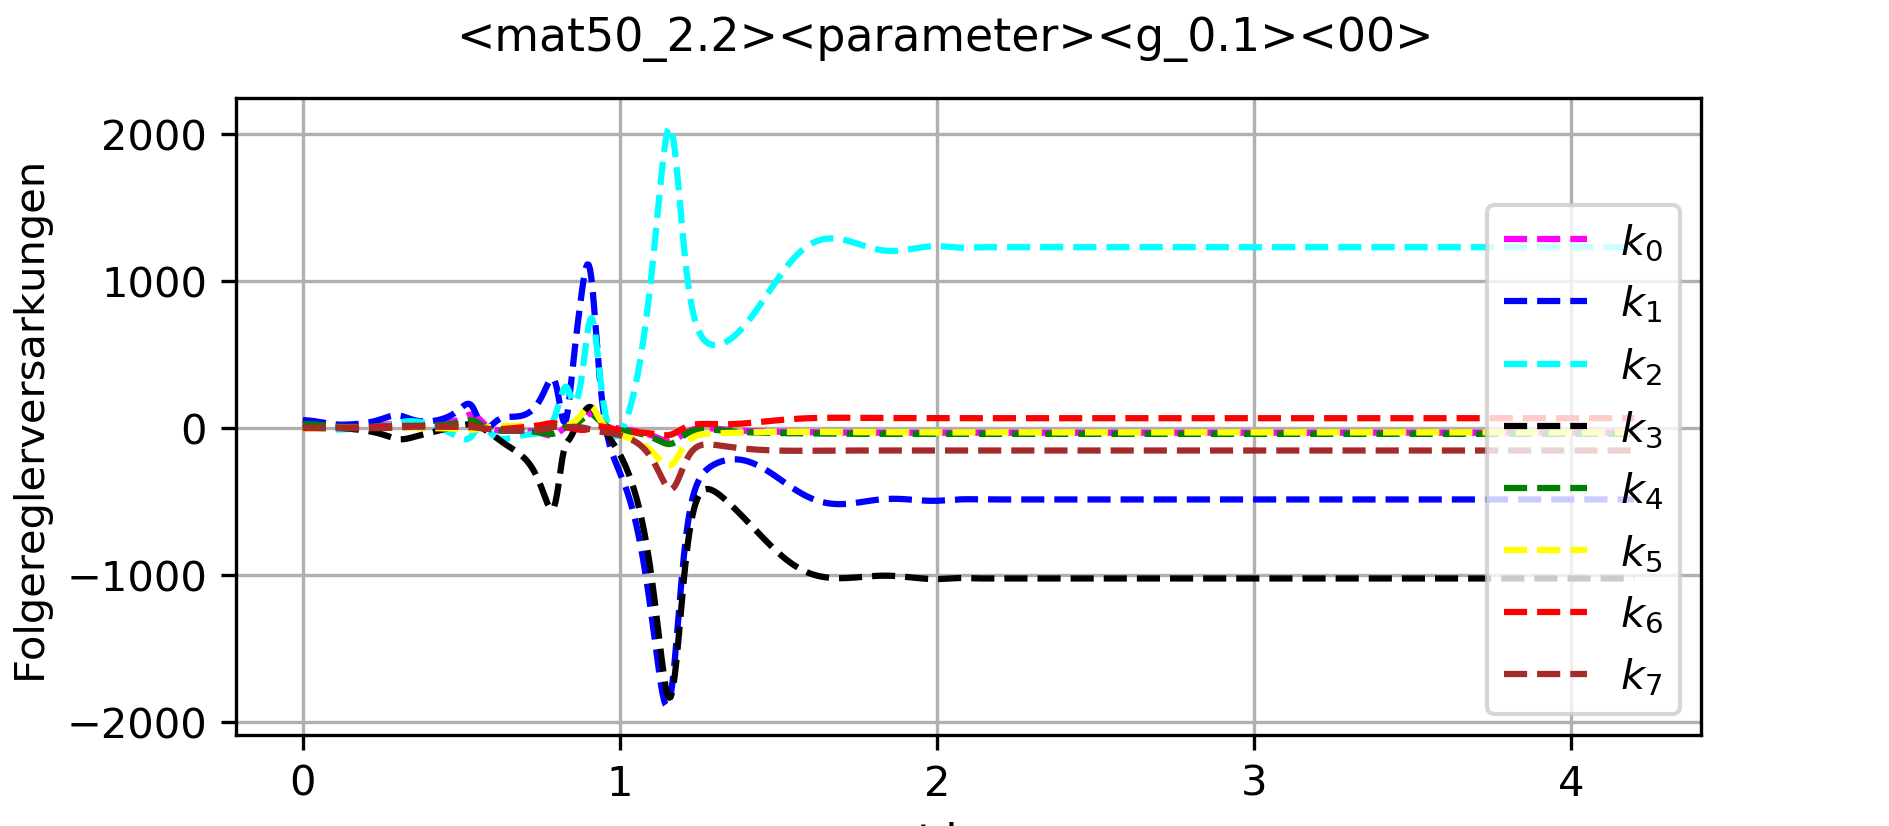 <mat50_2.2><parameter><g_0.1><00>
Folgereglerversarkungen
2000
1000
0
−1000
−2000
0 1 2 3 4
k0
k1
k2
k3
k4
k5
k6
k7